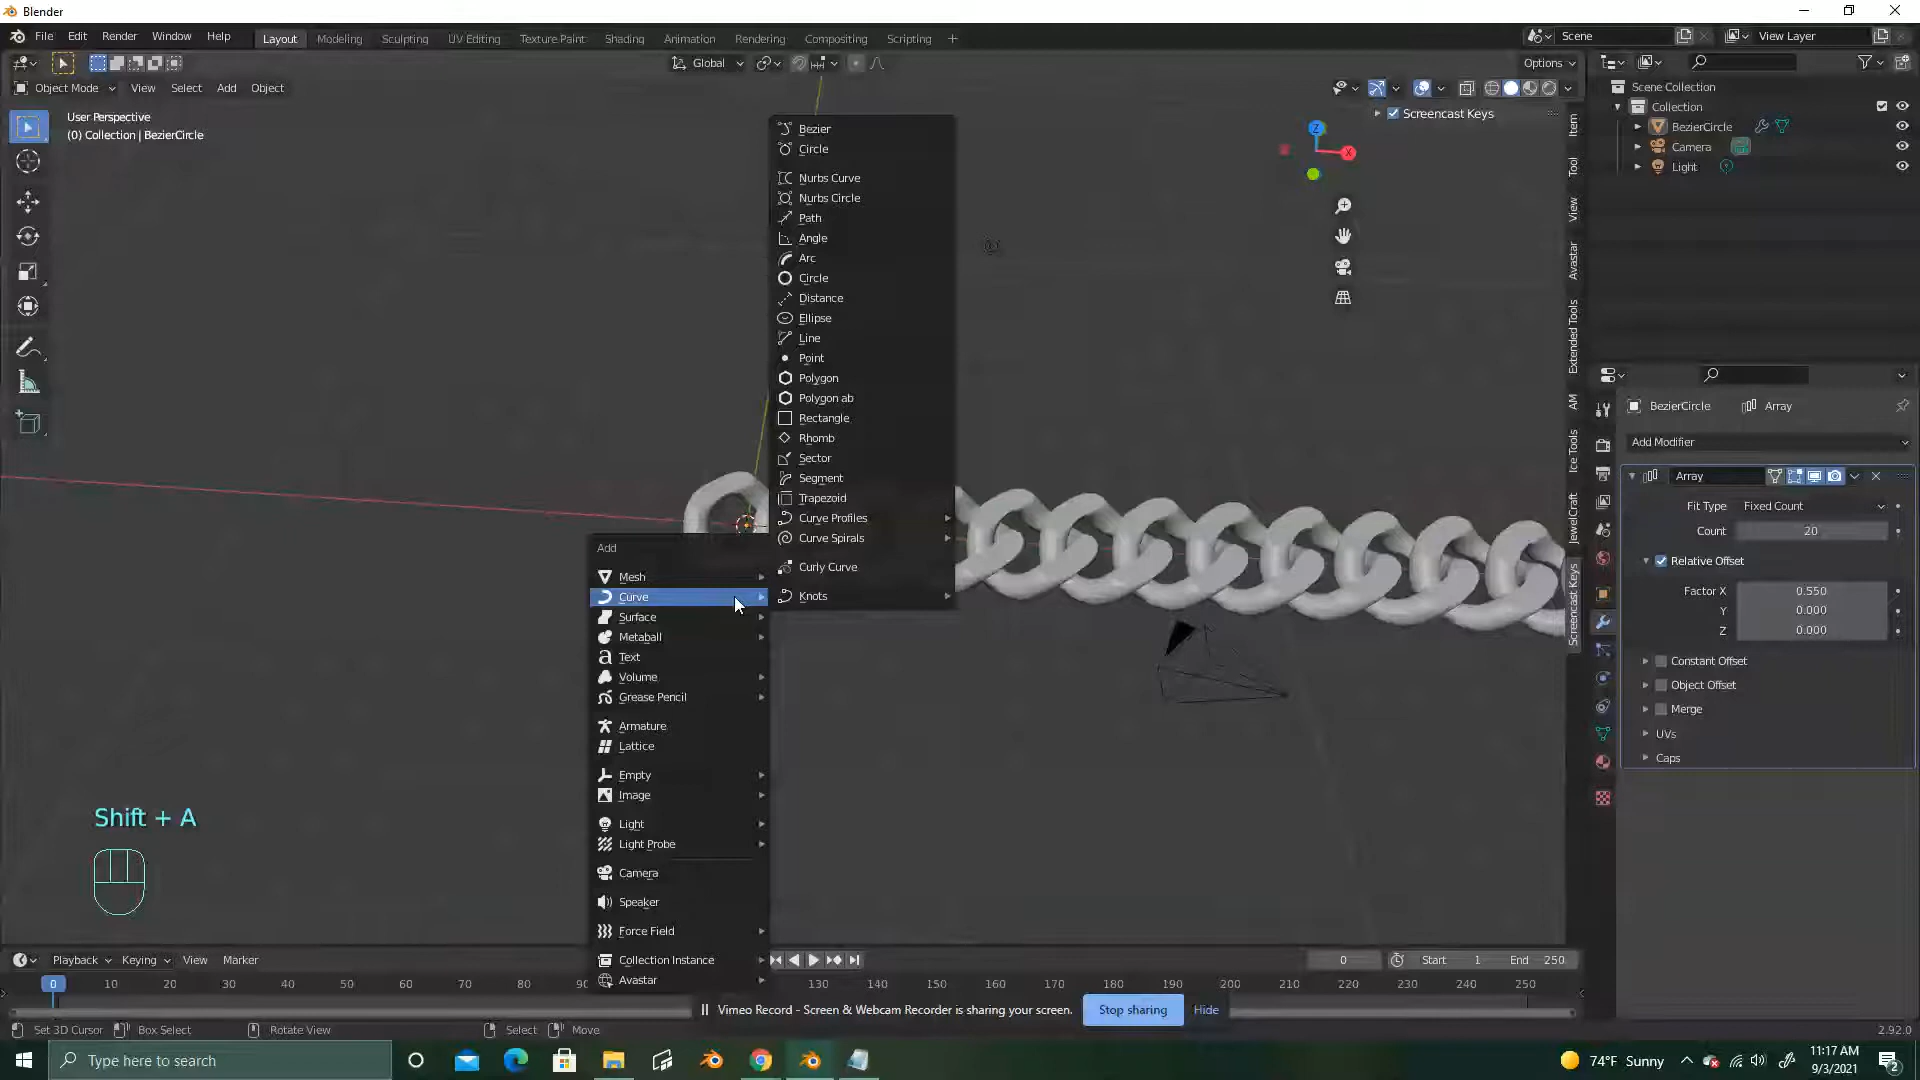 Blender
File Edit Render Window Help
Layout Modeling Sculpting UV Editing Texture Paint Shading Animation Rendering Compositing Scripting +
Scene
View Layer
Global
Options
Object Mode View Select Add Object
User Perspective
(0) Collection | BezierCircle
Screencast Keys
Z
X
Item
Tool
View
Avastar
Extended Tools
AM
Ice Tools
JewelCraft
Screencast Keys
Bezier
Circle
Nurbs Curve
Nurbs Circle
Path
Angle
Arc
Circle
Distance
Ellipse
Line
Point
Polygon
Polygon ab
Rectangle
Rhomb
Sector
Segment
Trapezoid
Curve Profiles
Curve Spirals
Curly Curve
Knots
Add
Mesh
Curve
Surface
Metaball
Text
Volume
Grease Pencil
Armature
Lattice
Empty
Image
Light
Light Probe
Camera
Speaker
Force Field
Collection Instance
Avastar
Shift + A
Scene Collection
Collection
BezierCircle
Camera
Light
BezierCircle Array
Add Modifier
Array
Fit Type Fixed Count
Count 20
Relative Offset
Factor X 0.550
Y 0.000
Z 0.000
Constant Offset
Object Offset
Merge
UVs
Caps
Playback Keying View Marker
0 Start 1 End 250
0 10 20 30 40 50 60 70 80 130 140 150 160 170 180 190 200 210 220 230 240 250
Vimeo Record - Screen & Webcam Recorder is sharing your screen. Stop sharing Hide
Set 3D Cursor Box Select Rotate View Select Move 2.92.0
Type here to search
74°F Sunny
11:17 AM
9/3/2021
2